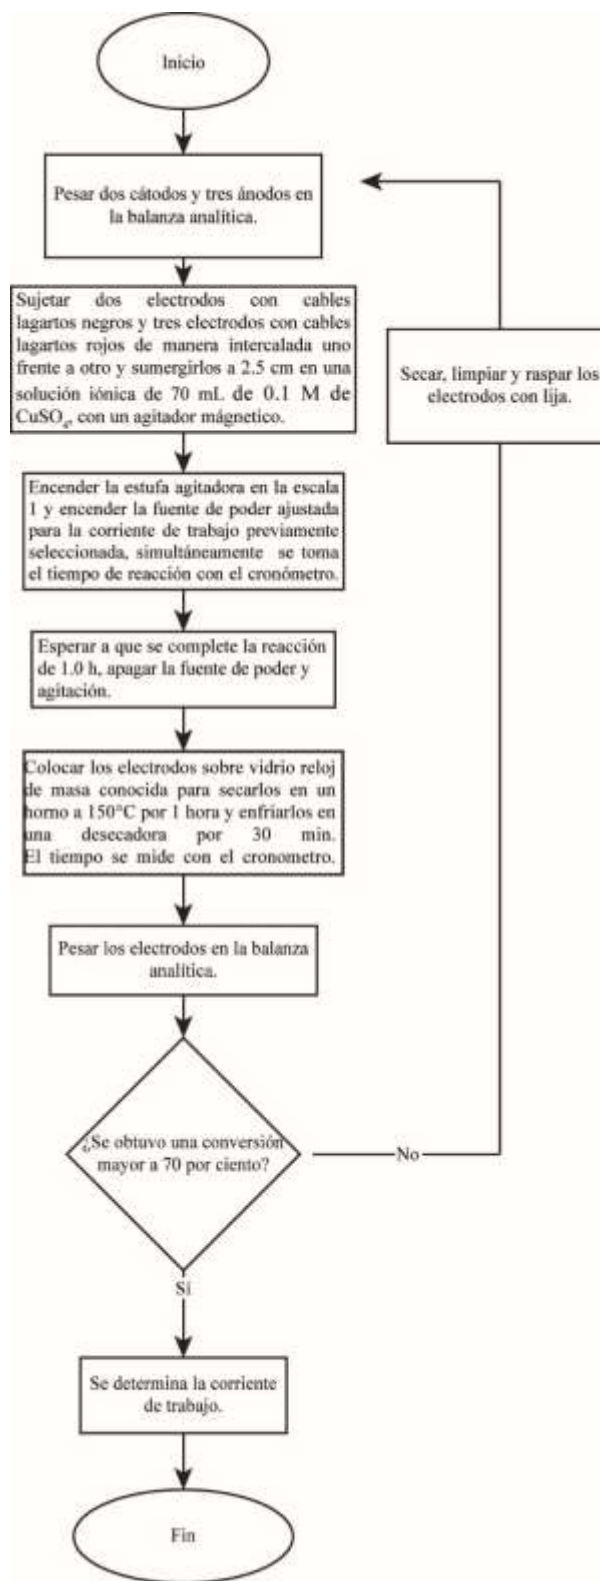 Inicio
Pesar dos cátodos y tres ánodos en
la balanza analítica.
Sujetar dos electrodos con cables
lagartos negros y tres electrodos con cables
lagartos rojos de manera intercalada uno
frente a otro y sumergirlos a 2.5 cm en una
solución iónica de 70 mL de 0.1 M de
CuSO₄, con un agitador mágnetico.
Secar, limpiar y raspar los
electrodos con lija.
Encender la estufa agitadora en la escala
1 y encender la fuente de poder ajustada
para la corriente de trabajo previamente
seleccionada, simultáneamente se toma
el tiempo de reacción con el cronómetro.
Esperar a que se complete la reacción
de 1.0 h, apagar la fuente de poder y
agitación.
Colocar los electrodos sobre vidrio reloj
de masa conocida para secarlos en un
horno a 150°C por 1 hora y enfriarlos en
una desecadora por 30 min.
El tiempo se mide con el cronometro.
Pesar los electrodos en la balanza
analítica.
¿Se obtuvo una conversión
mayor a 70 por ciento?
No
Sí
Se determina la corriente
de trabajo.
Fin